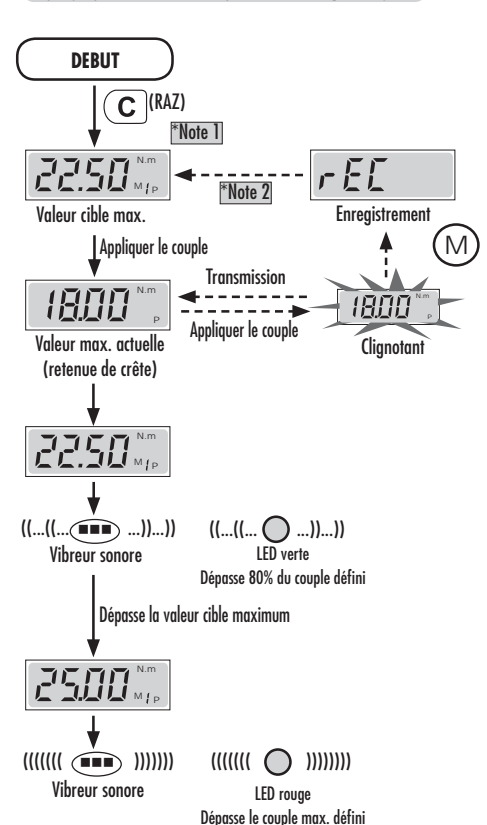 DEBUT
C (RAZ)
*Note 1
22.50 N.m M/P
rEC
*Note 2
Valeur cible max.
Enregistrement
M
Appliquer le couple
Transmission
18.00 N.m P
18.00 N.m P
Appliquer le couple
Valeur max. actuelle
(retenue de crête)
Clignotant
22.50 N.m M/P
((...((... ...))...))
((...((... ...))...))
Vibreur sonore
LED verte
Dépasse 80% du couple défini
Dépasse la valeur cible maximum
25.00 N.m M/P
((((((( )))))))
((((((( ))))))))
Vibreur sonore
LED rouge
Dépasse le couple max. défini